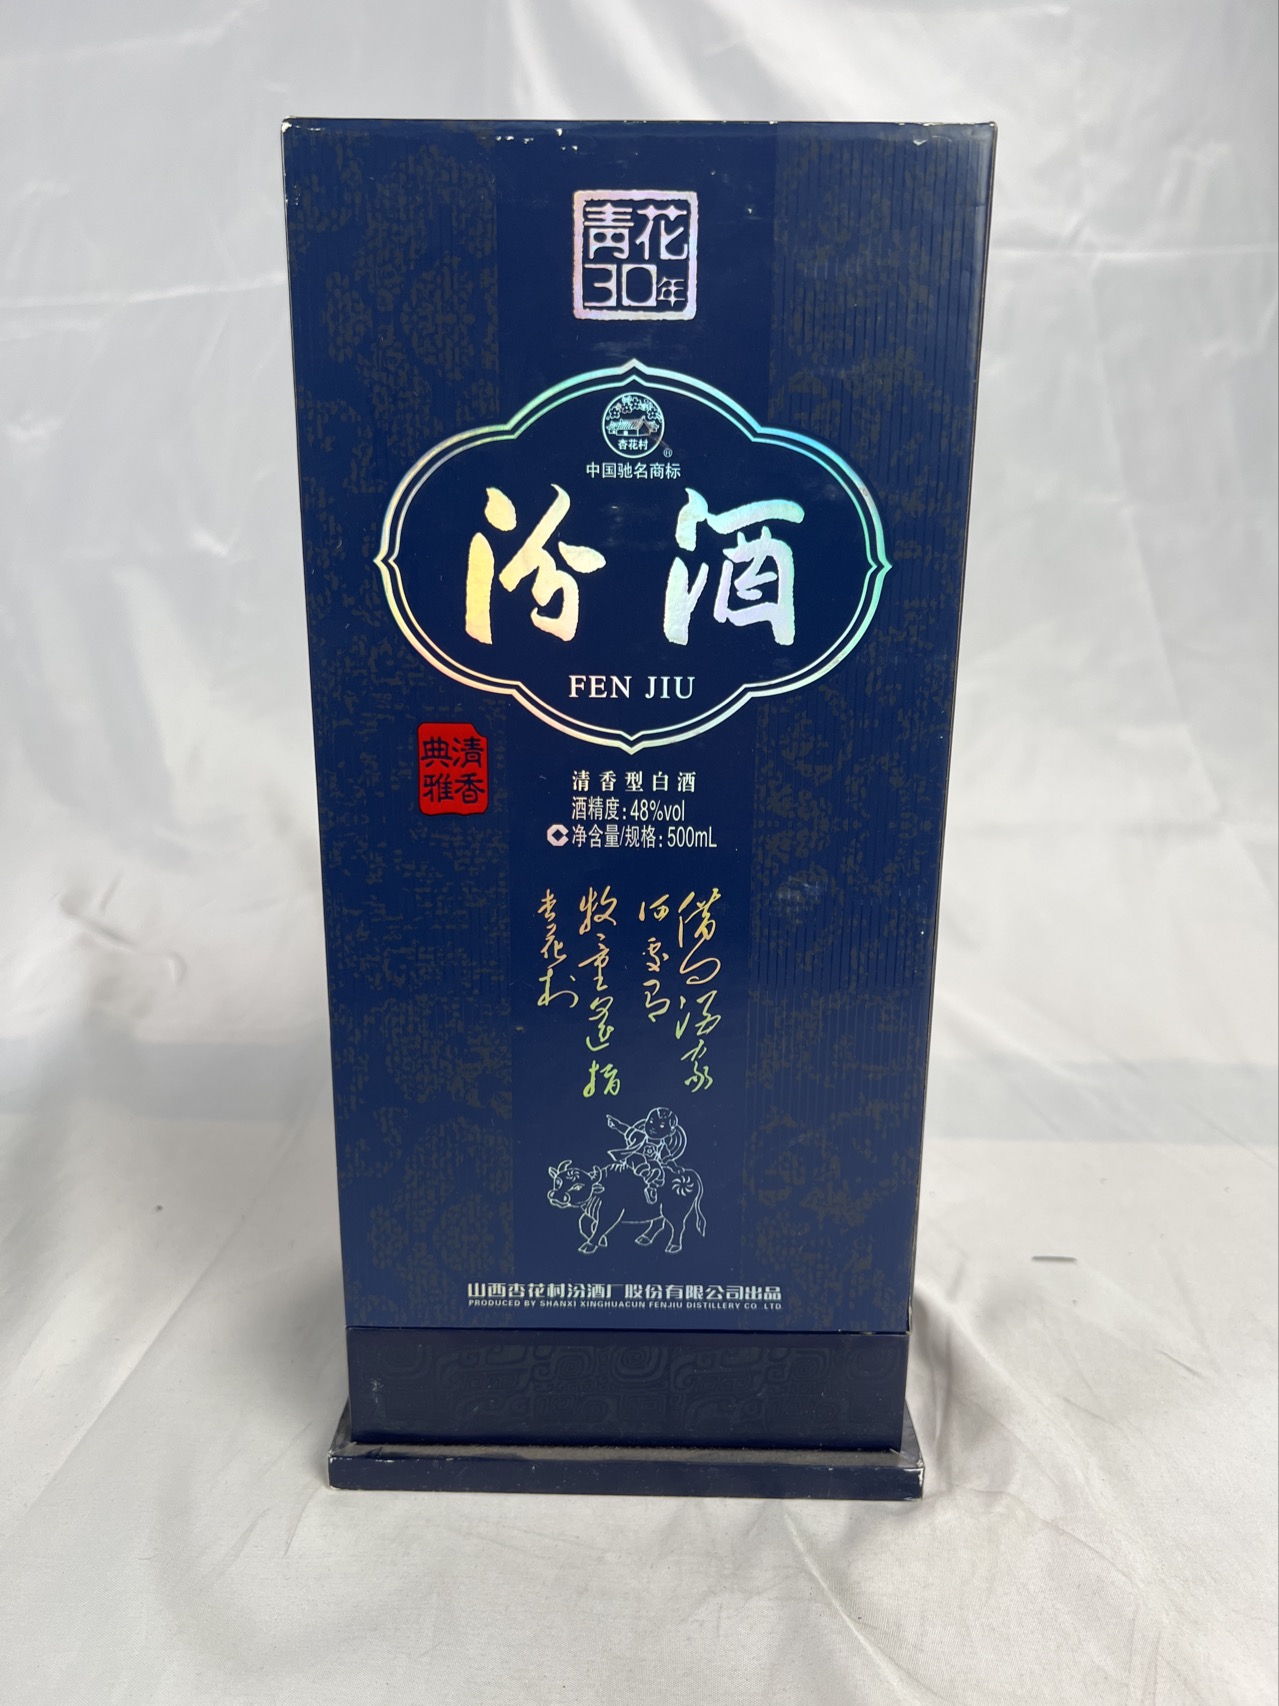 青花
30年
杏花村
®
中国驰名商标
汾酒
FEN JIU
清香
典雅
清香型白酒
酒精度:48%vol
净含量/规格:500mL
借问酒家
何处有
牧童遥指
杏花村
山西杏花村汾酒厂股份有限公司出品
PRODUCED BY SHANXI XINGHUACUN FENJIU DISTILLERY CO. LTD.